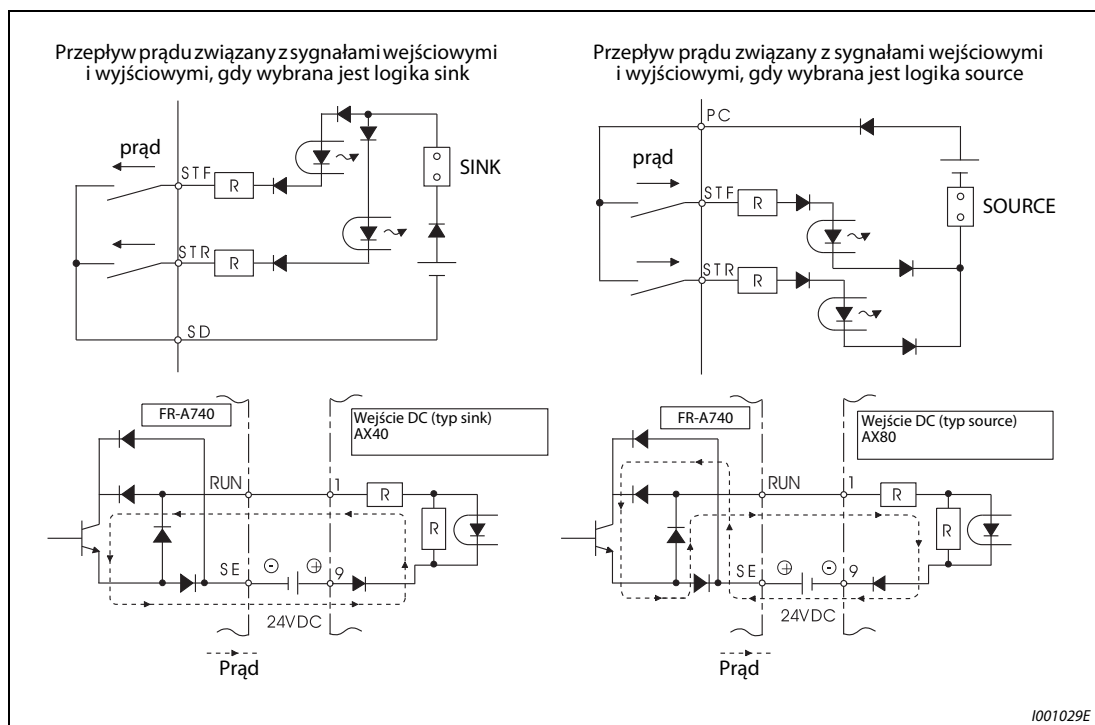 Przepływ prądu związany z sygnałami wejściowymi
i wyjściowymi, gdy wybrana jest logika sink
prąd
STF
R
SINK
STR
R
SD
Przepływ prądu związany z sygnałami wejściowymi
i wyjściowymi, gdy wybrana jest logika source
PC
prąd
STF
R
SOURCE
STR
R
FR-A740
Wejście DC (typ sink)
AX40
RUN
1
R
R
SE
9
24VDC
Prąd
FR-A740
Wejście DC (typ source)
AX80
RUN
1
R
R
SE
9
24VDC
Prąd
I001029E